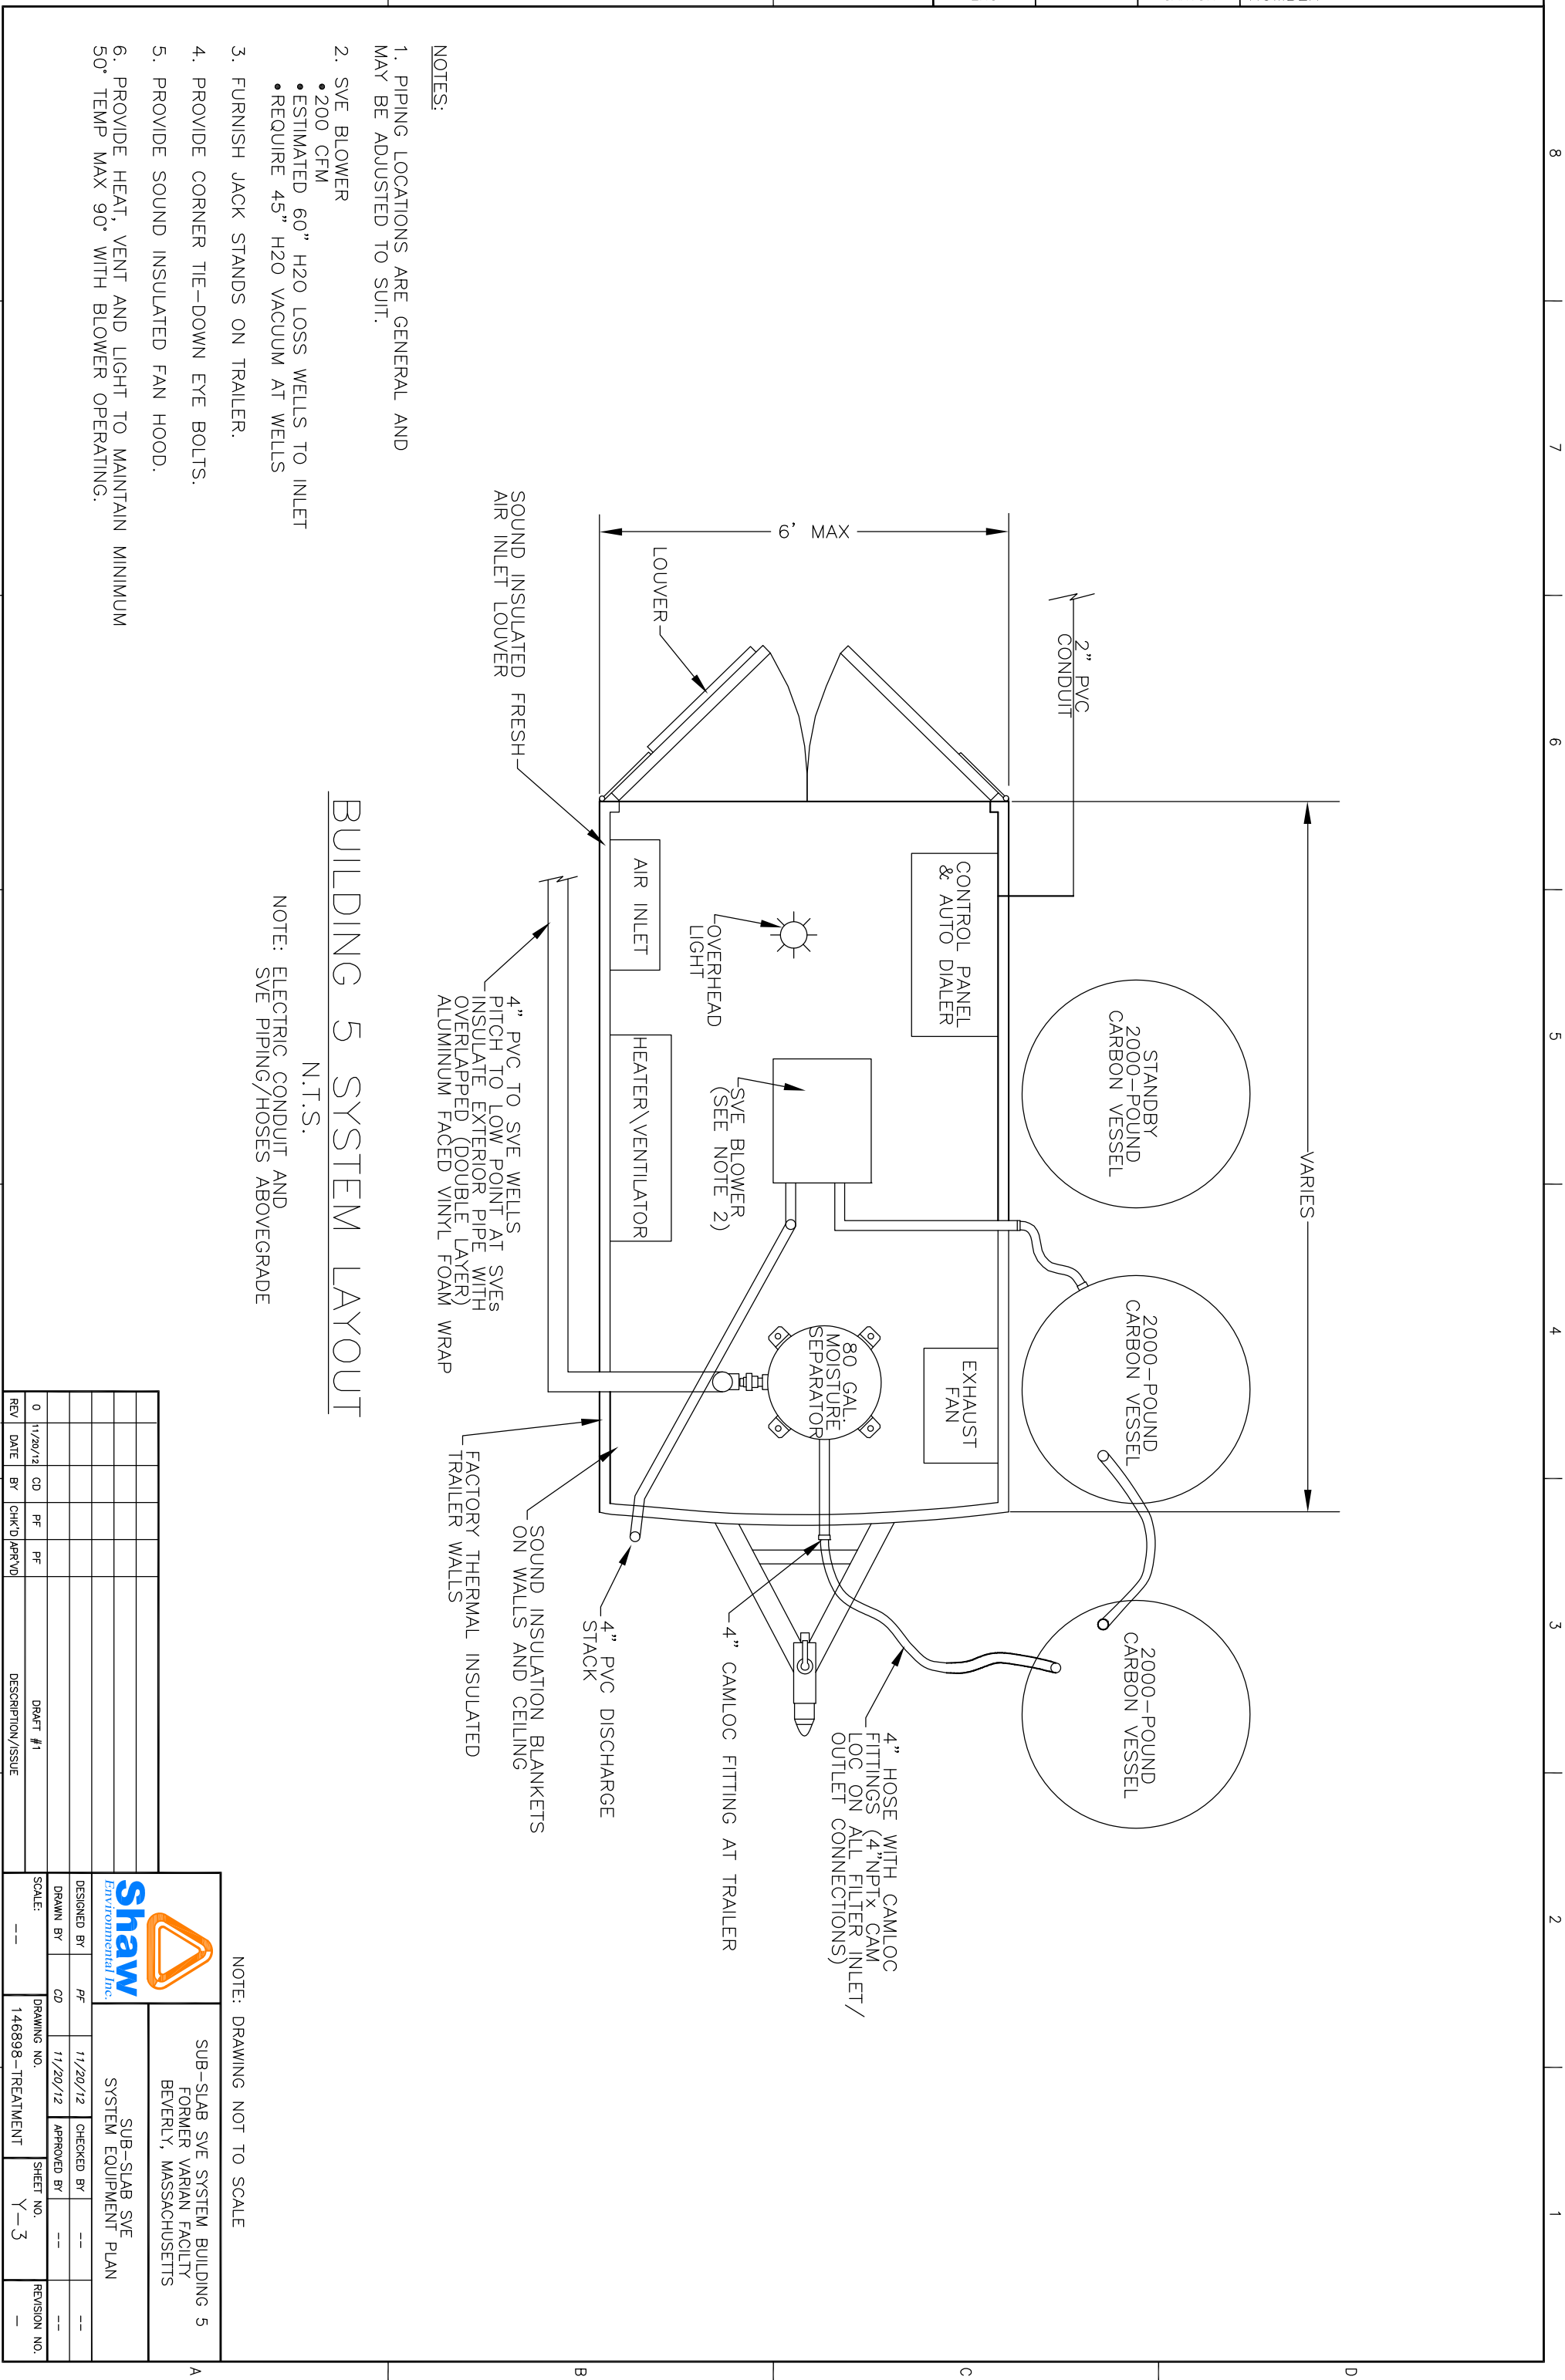 NUMBER
8
7
6
5
4
3
2
1
D
C
B
A
2" PVC
CONDUIT
6' MAX
VARIES
STANDBY
2000-POUND
CARBON VESSEL
2000-POUND
CARBON VESSEL
2000-POUND
CARBON VESSEL
CONTROL PANEL
& AUTO DIALER
EXHAUST
FAN
80 GAL.
MOISTURE
SEPARATOR
OVERHEAD
LIGHT
SVE BLOWER
(SEE NOTE 2)
AIR INLET
HEATER\VENTILATOR
LOUVER
SOUND INSULATED FRESH
AIR INLET LOUVER
4" PVC TO SVE WELLS
PITCH TO LOW POINT AT SVEs
INSULATE EXTERIOR PIPE WITH
OVERLAPPED (DOUBLE LAYER)
ALUMINUM FACED VINYL FOAM WRAP
4" HOSE WITH CAMLOC
FITTINGS (4"NPTx CAM
LOC ON ALL FILTER INLET/
OUTLET CONNECTIONS)
4" CAMLOC FITTING AT TRAILER
4" PVC DISCHARGE
STACK
SOUND INSULATION BLANKETS
ON WALLS AND CEILING
FACTORY THERMAL INSULATED
TRAILER WALLS
BUILDING 5 SYSTEM LAYOUT
N.T.S.
NOTE: ELECTRIC CONDUIT AND
SVE PIPING/HOSES ABOVEGRADE
NOTES:
1. PIPING LOCATIONS ARE GENERAL AND
MAY BE ADJUSTED TO SUIT.
2. SVE BLOWER
• 200 CFM
• ESTIMATED 60" H2O LOSS WELLS TO INLET
• REQUIRE 45" H2O VACUUM AT WELLS
3. FURNISH JACK STANDS ON TRAILER.
4. PROVIDE CORNER TIE-DOWN EYE BOLTS.
5. PROVIDE SOUND INSULATED FAN HOOD.
6. PROVIDE HEAT, VENT AND LIGHT TO MAINTAIN MINIMUM
50° TEMP MAX 90° WITH BLOWER OPERATING.
NOTE: DRAWING NOT TO SCALE
0 11/20/12 CD PF PF DRAFT #1
REV DATE BY CHK'D APR'VD DESCRIPTION/ISSUE
Shaw
Environmental Inc.
SUB-SLAB SVE SYSTEM BUILDING 5
FORMER VARIAN FACILTY
BEVERLY, MASSACHUSETTS
SUB-SLAB SVE
SYSTEM EQUIPMENT PLAN
DESIGNED BY PF 11/20/12 CHECKED BY -- --
DRAWN BY CD 11/20/12 APPROVED BY -- --
SCALE: DRAWING NO. SHEET NO. REVISION NO.
-- 146898-TREATMENT Y-3 -